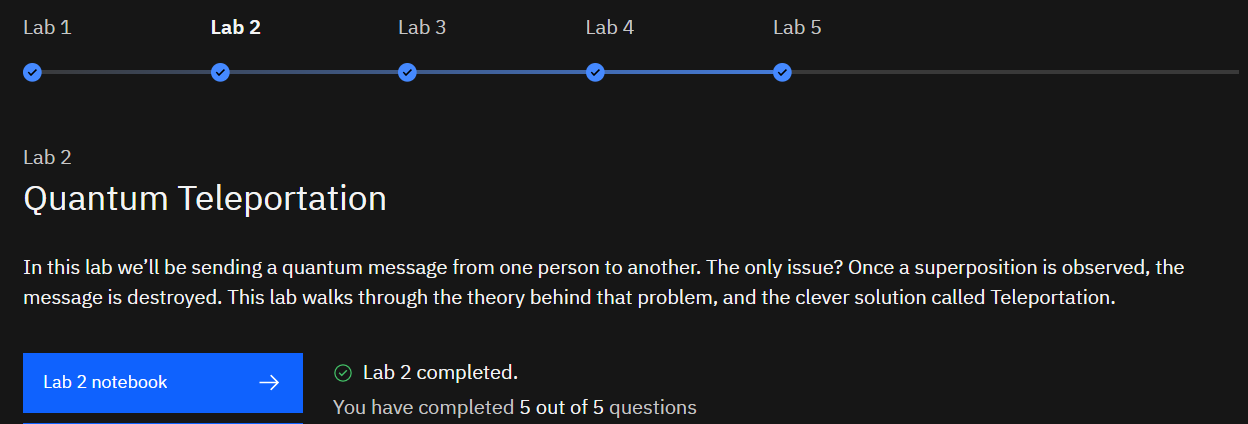 Lab 1
Lab 2
Lab 3
Lab 4
Lab 5
Lab 2
Quantum Teleportation
In this lab we’ll be sending a quantum message from one person to another. The only issue? Once a superposition is observed, the
message is destroyed. This lab walks through the theory behind that problem, and the clever solution called Teleportation.
Lab 2 notebook
Lab 2 completed.
You have completed 5 out of 5 questions